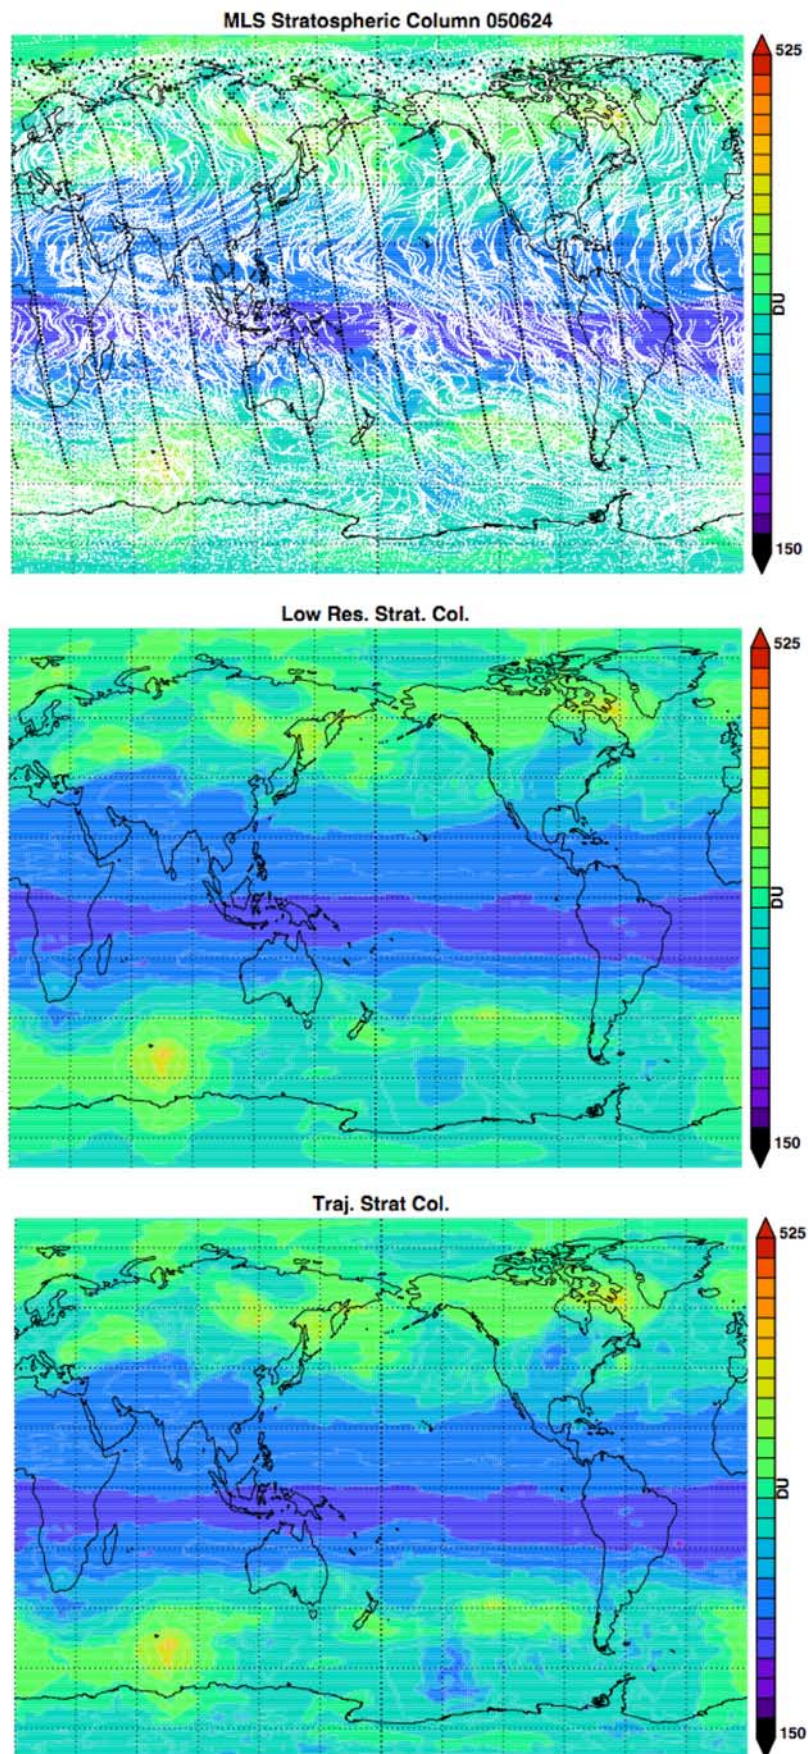 MLS Stratospheric Column 050624
525
DU
150
Low Res. Strat. Col.
525
DU
150
Traj. Strat Col.
525
DU
150